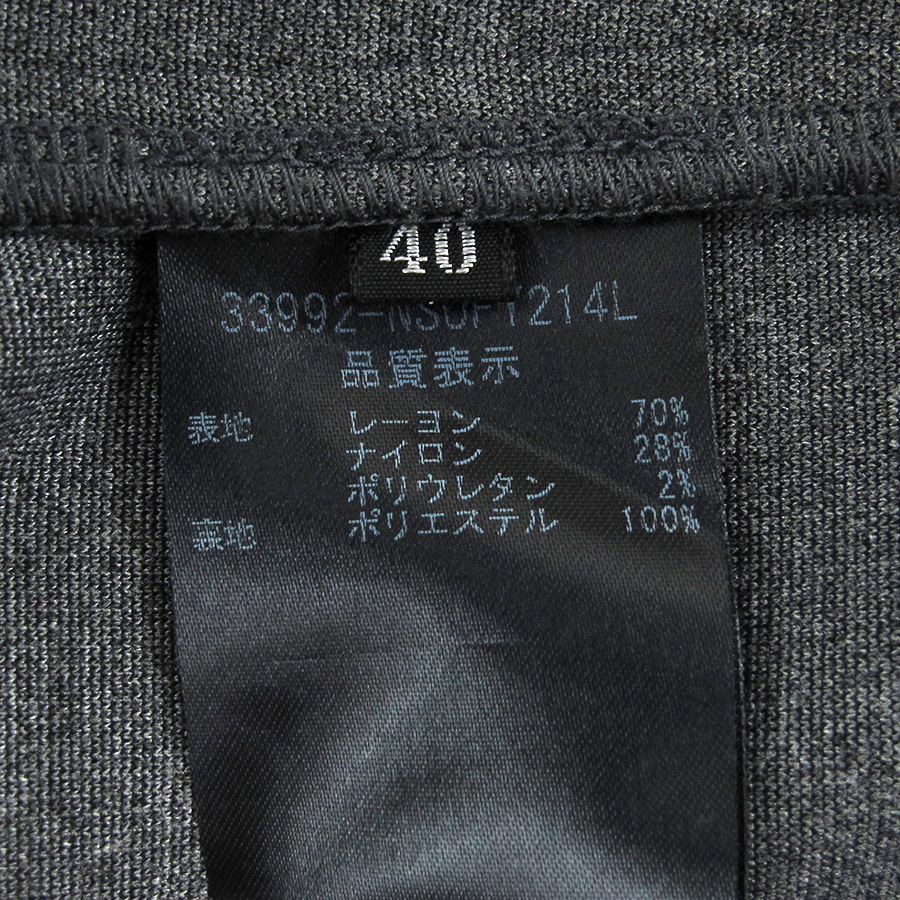 40
33992-NSOFT214L
品質表示
表地 レーヨン 70%
ナイロン 28%
ポリウレタン 2%
裏地 ポリエステル 100%